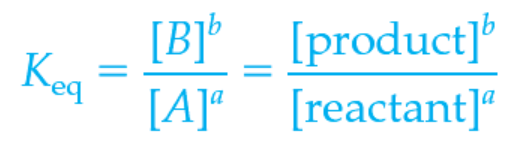 K_eq = [B]^b / [A]^a = [product]^b / [reactant]^a